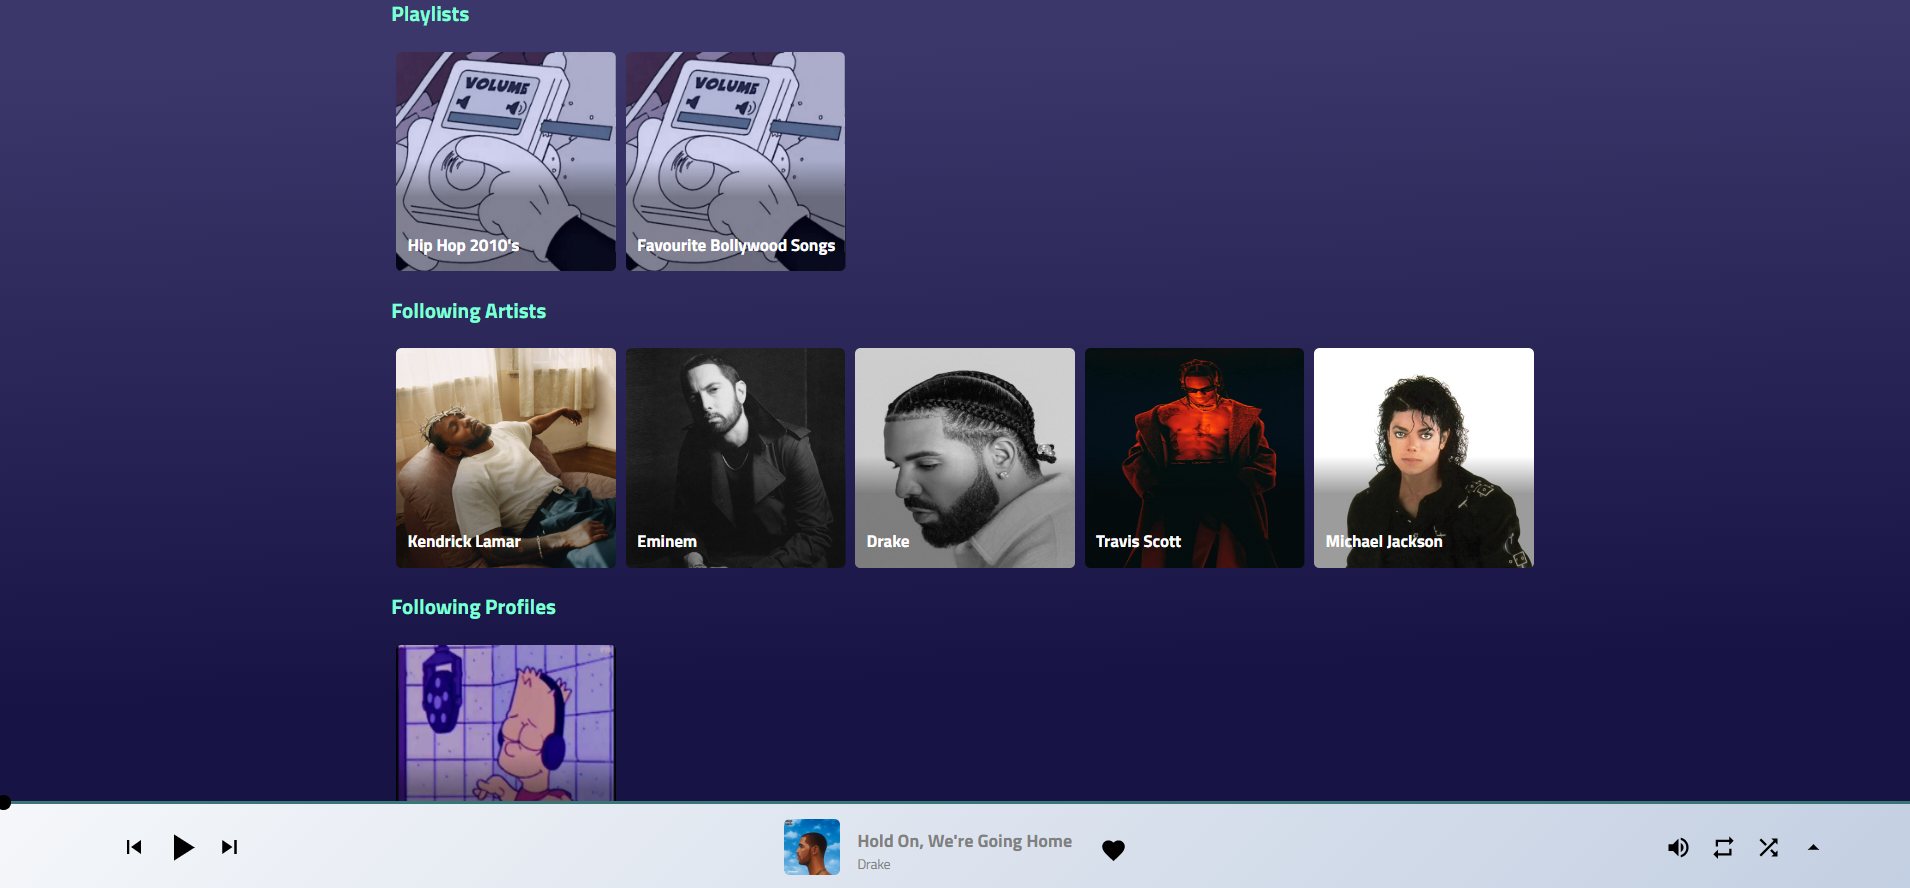 Playlists
VOLUME
VOLUME
Hip Hop 2010's
Favourite Bollywood Songs
Following Artists
Kendrick Lamar
Eminem
Drake
Travis Scott
Michael Jackson
Following Profiles
Hold On, We're Going Home
Drake